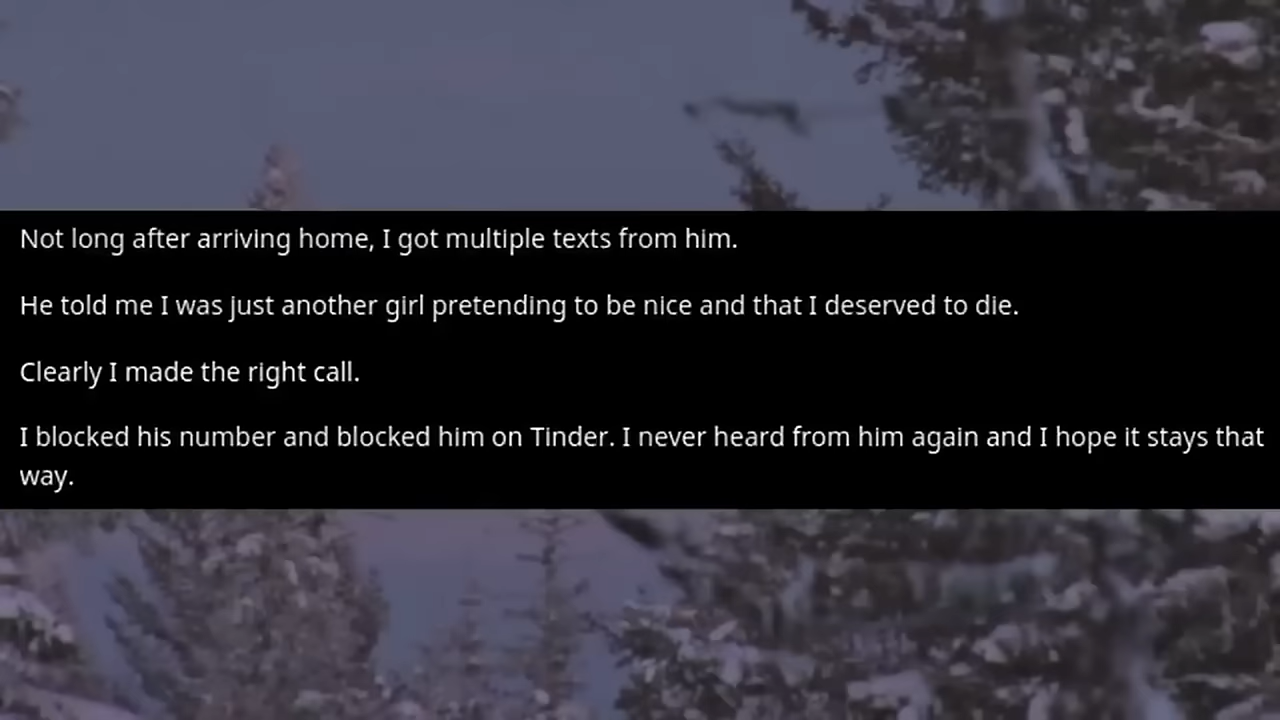 Not long after arriving home, I got multiple texts from him.
He told me I was just another girl pretending to be nice and that I deserved to die.
Clearly I made the right call.
I blocked his number and blocked him on Tinder. I never heard from him again and I hope it stays that
way.